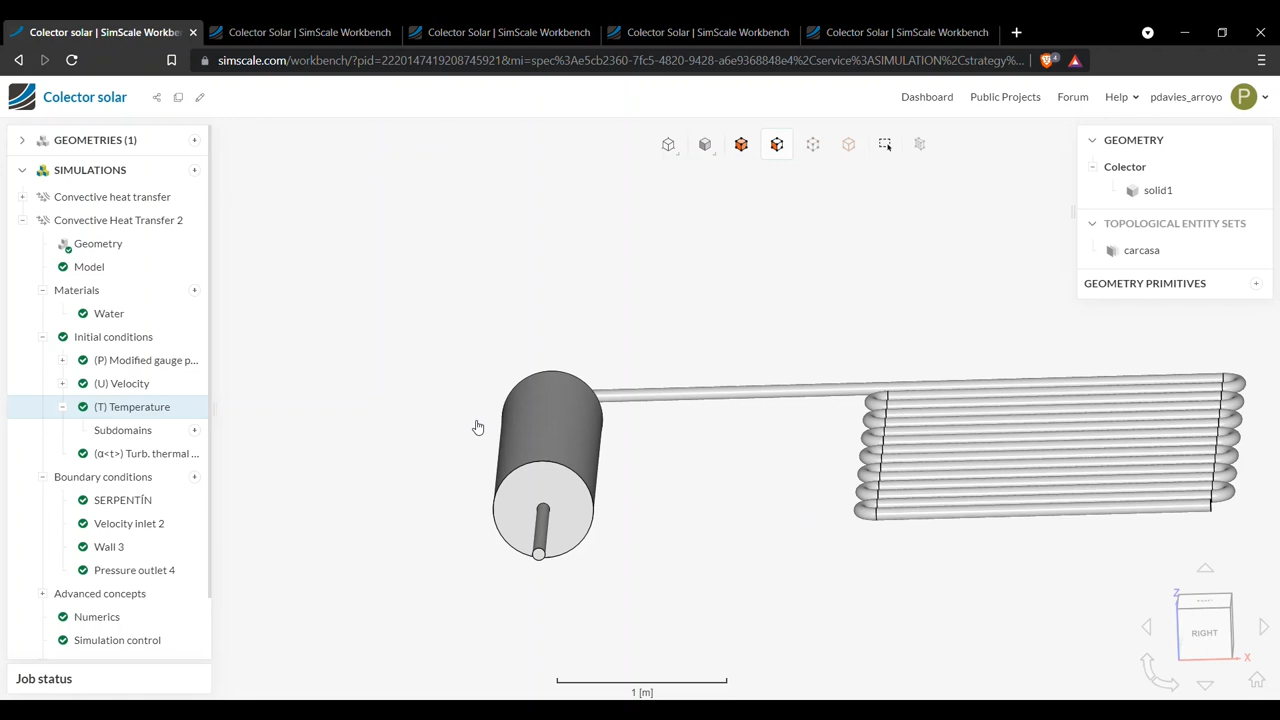 Colector solar | SimScale Workben
Colector Solar | SimScale Workbench
Colector Solar | SimScale Workbench
Colector Solar | SimScale Workbench
Colector Solar | SimScale Workbench
simscale.com/workbench/?pid=2220147419208745921&mi=spec%3Ae5cb2360-7fc5-4820-9428-a6e9368848e4%2Cservice%3ASIMULATION%2Cstrategy%...
4
Colector solar
Dashboard
Public Projects
Forum
Help
pdavies_arroyo
P
GEOMETRIES (1)
SIMULATIONS
Convective heat transfer
Convective Heat Transfer 2
Geometry
Model
Materials
Water
Initial conditions
(P) Modified gauge p...
(U) Velocity
(T) Temperature
Subdomains
(α<t>) Turb. thermal ...
Boundary conditions
SERPENTÍN
Velocity inlet 2
Wall 3
Pressure outlet 4
Advanced concepts
Numerics
Simulation control
Job status
GEOMETRY
Colector
solid1
TOPOLOGICAL ENTITY SETS
carcasa
GEOMETRY PRIMITIVES
1 [m]
Z
RIGHT
X